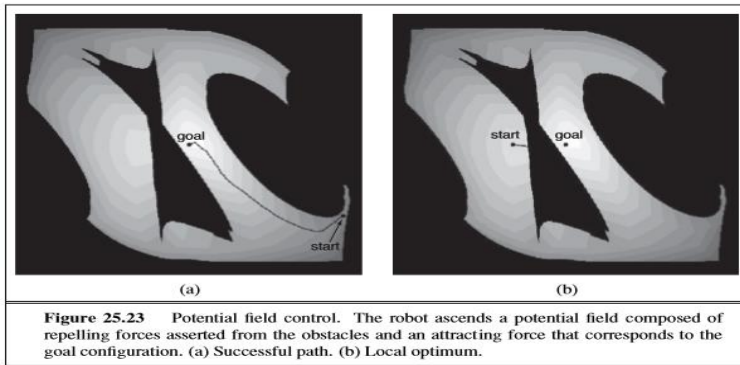 goal
start
(a)
start
goal
(b)
Figure 25.23 Potential field control. The robot ascends a potential field composed of
repelling forces asserted from the obstacles and an attracting force that corresponds to the
goal configuration. (a) Successful path. (b) Local optimum.